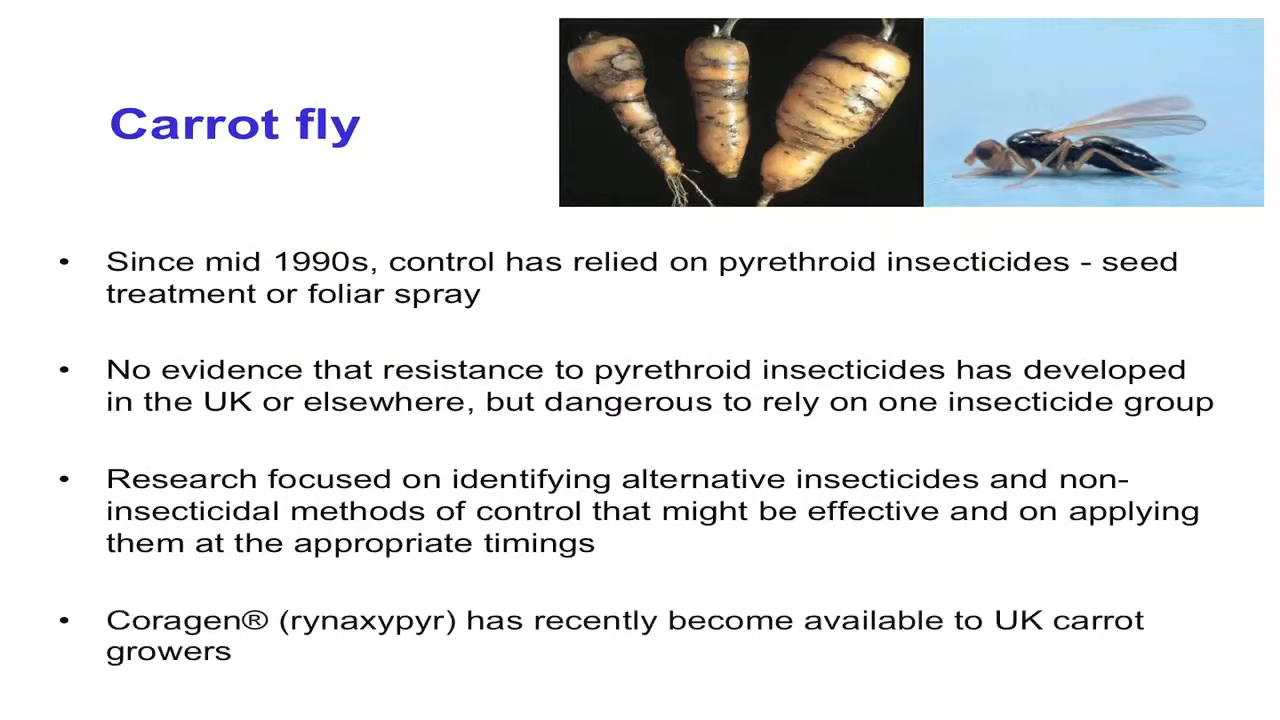 Carrot fly
• Since mid 1990s, control has relied on pyrethroid insecticides - seed
treatment or foliar spray
• No evidence that resistance to pyrethroid insecticides has developed
in the UK or elsewhere, but dangerous to rely on one insecticide group
• Research focused on identifying alternative insecticides and non-
insecticidal methods of control that might be effective and on applying
them at the appropriate timings
• Coragen® (rynaxypyr) has recently become available to UK carrot
growers